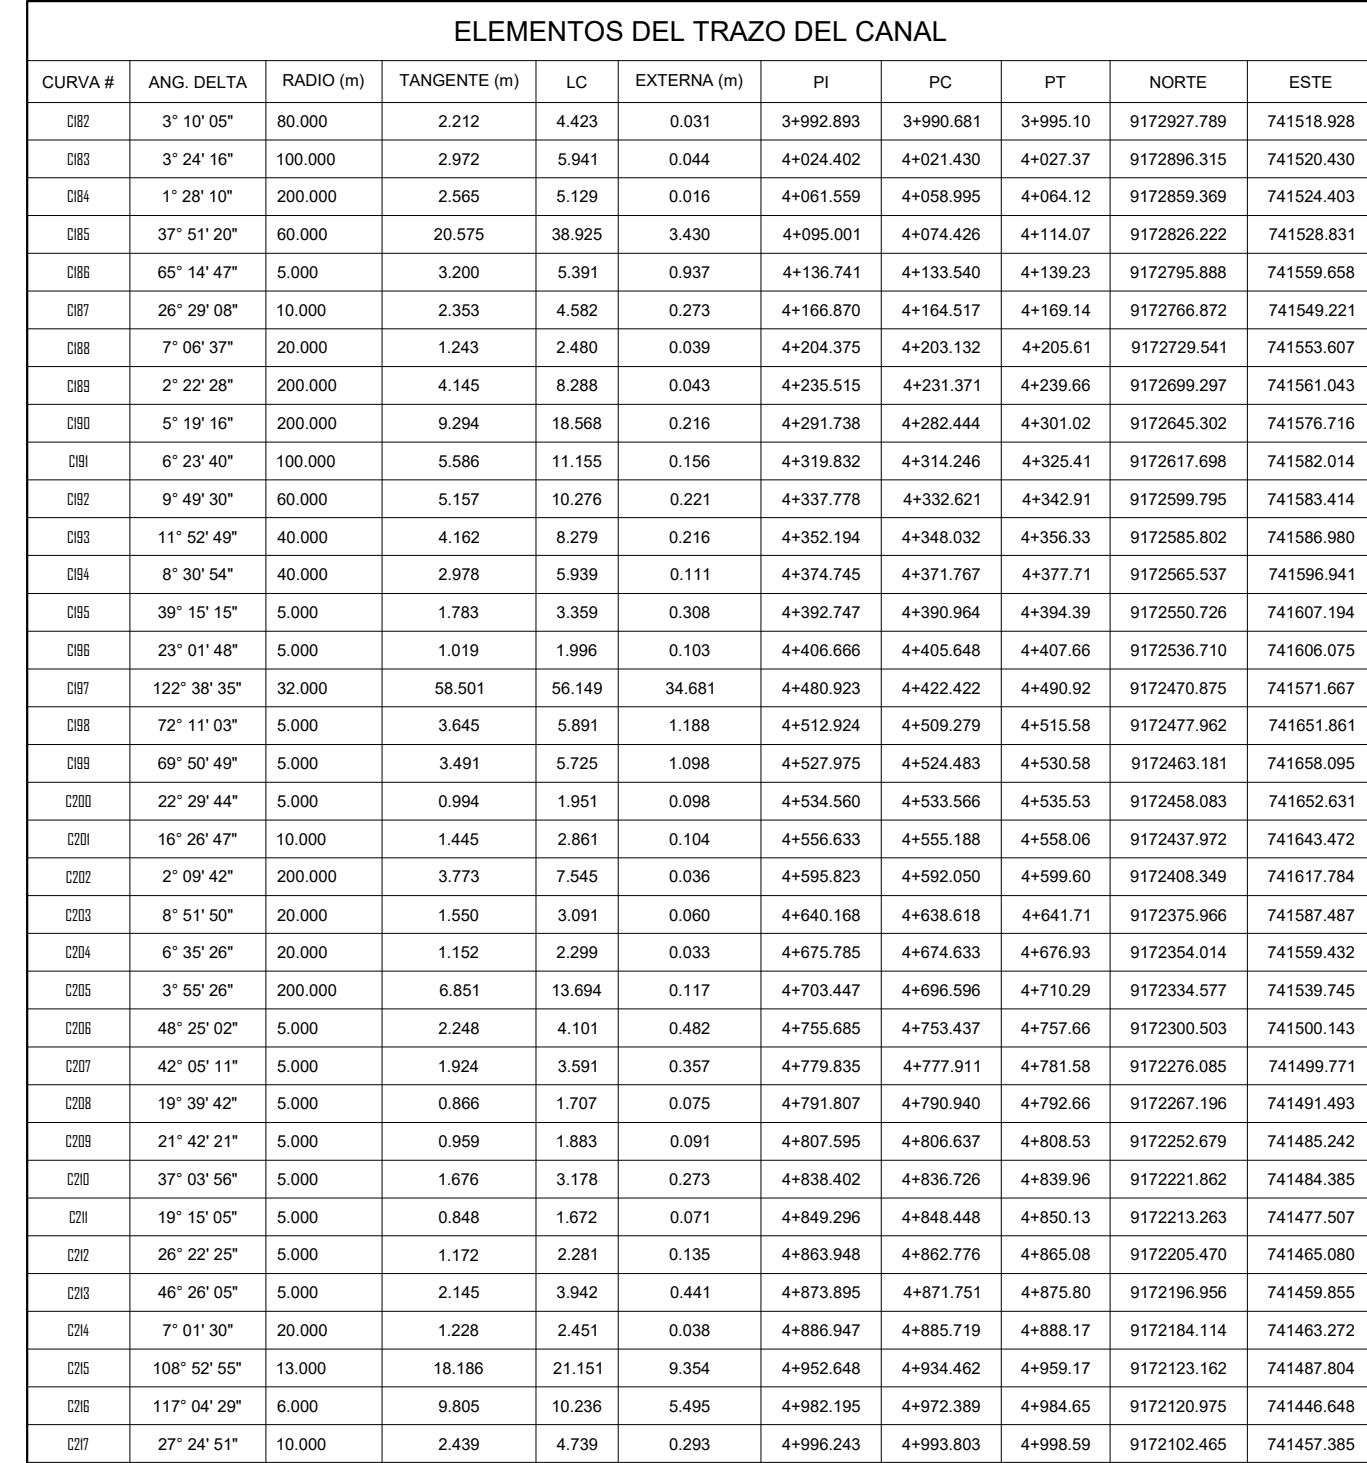 ELEMENTOS DEL TRAZO DEL CANAL
CURVA # ANG. DELTA RADIO (m) TANGENTE (m) LC EXTERNA (m) PI PC PT NORTE ESTE
C182 3° 10' 05" 80.000 2.212 4.423 0.031 3+992.893 3+990.681 3+995.10 9172927.789 741518.928
C183 3° 24' 16" 100.000 2.972 5.941 0.044 4+024.402 4+021.430 4+027.37 9172896.315 741520.430
C184 1° 28' 10" 200.000 2.565 5.129 0.016 4+061.559 4+058.995 4+064.12 9172859.369 741524.403
C185 37° 51' 20" 60.000 20.575 38.925 3.430 4+095.001 4+074.426 4+114.07 9172826.222 741528.831
C186 65° 14' 47" 5.000 3.200 5.391 0.937 4+136.741 4+133.540 4+139.23 9172795.888 741559.658
C187 26° 29' 08" 10.000 2.353 4.582 0.273 4+166.870 4+164.517 4+169.14 9172766.872 741549.221
C188 7° 06' 37" 20.000 1.243 2.480 0.039 4+204.375 4+203.132 4+205.61 9172729.541 741553.607
C189 2° 22' 28" 200.000 4.145 8.288 0.043 4+235.515 4+231.371 4+239.66 9172699.297 741561.043
C190 5° 19' 16" 200.000 9.294 18.568 0.216 4+291.738 4+282.444 4+301.02 9172645.302 741576.716
C191 6° 23' 40" 100.000 5.586 11.155 0.156 4+319.832 4+314.246 4+325.41 9172617.698 741582.014
C192 9° 49' 30" 60.000 5.157 10.276 0.221 4+337.778 4+332.621 4+342.91 9172599.795 741583.414
C193 11° 52' 49" 40.000 4.162 8.279 0.216 4+352.194 4+348.032 4+356.33 9172585.802 741586.980
C194 8° 30' 54" 40.000 2.978 5.939 0.111 4+374.745 4+371.767 4+377.71 9172565.537 741596.941
C195 39° 15' 15" 5.000 1.783 3.359 0.308 4+392.747 4+390.964 4+394.39 9172550.726 741607.194
C196 23° 01' 48" 5.000 1.019 1.996 0.103 4+406.666 4+405.648 4+407.66 9172536.710 741606.075
C197 122° 38' 35" 32.000 58.501 56.149 34.681 4+480.923 4+422.422 4+490.92 9172470.875 741571.667
C198 72° 11' 03" 5.000 3.645 5.891 1.188 4+512.924 4+509.279 4+515.58 9172477.962 741651.861
C199 69° 50' 49" 5.000 3.491 5.725 1.098 4+527.975 4+524.483 4+530.58 9172463.181 741658.095
C200 22° 29' 44" 5.000 0.994 1.951 0.098 4+534.560 4+533.566 4+535.53 9172458.083 741652.631
C201 16° 26' 47" 10.000 1.445 2.861 0.104 4+556.633 4+555.188 4+558.06 9172437.972 741643.472
C202 2° 09' 42" 200.000 3.773 7.545 0.036 4+595.823 4+592.050 4+599.60 9172408.349 741617.784
C203 8° 51' 50" 20.000 1.550 3.091 0.060 4+640.168 4+638.618 4+641.71 9172375.966 741587.487
C204 6° 35' 26" 20.000 1.152 2.299 0.033 4+675.785 4+674.633 4+676.93 9172354.014 741559.432
C205 3° 55' 26" 200.000 6.851 13.694 0.117 4+703.447 4+696.596 4+710.29 9172334.577 741539.745
C206 48° 25' 02" 5.000 2.248 4.101 0.482 4+755.685 4+753.437 4+757.66 9172300.503 741500.143
C207 42° 05' 11" 5.000 1.924 3.591 0.357 4+779.835 4+777.911 4+781.58 9172276.085 741499.771
C208 19° 39' 42" 5.000 0.866 1.707 0.075 4+791.807 4+790.940 4+792.66 9172267.196 741491.493
C209 21° 42' 21" 5.000 0.959 1.883 0.091 4+807.595 4+806.637 4+808.53 9172252.679 741485.242
C210 37° 03' 56" 5.000 1.676 3.178 0.273 4+838.402 4+836.726 4+839.96 9172221.862 741484.385
C211 19° 15' 05" 5.000 0.848 1.672 0.071 4+849.296 4+848.448 4+850.13 9172213.263 741477.507
C212 26° 22' 25" 5.000 1.172 2.281 0.135 4+863.948 4+862.776 4+865.08 9172205.470 741465.080
C213 46° 26' 05" 5.000 2.145 3.942 0.441 4+873.895 4+871.751 4+875.80 9172196.956 741459.855
C214 7° 01' 30" 20.000 1.228 2.451 0.038 4+886.947 4+885.719 4+888.17 9172184.114 741463.272
C215 108° 52' 55" 13.000 18.186 21.151 9.354 4+952.648 4+934.462 4+959.17 9172123.162 741487.804
C216 117° 04' 29" 6.000 9.805 10.236 5.495 4+982.195 4+972.389 4+984.65 9172120.975 741446.648
C217 27° 24' 51" 10.000 2.439 4.739 0.293 4+996.243 4+993.803 4+998.59 9172102.465 741457.385